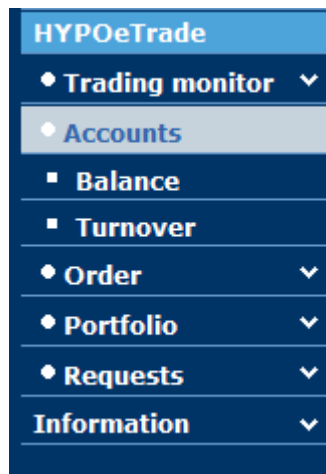 HYPOeTrade
Trading monitor
Accounts
Balance
Turnover
Order
Portfolio
Requests
Information